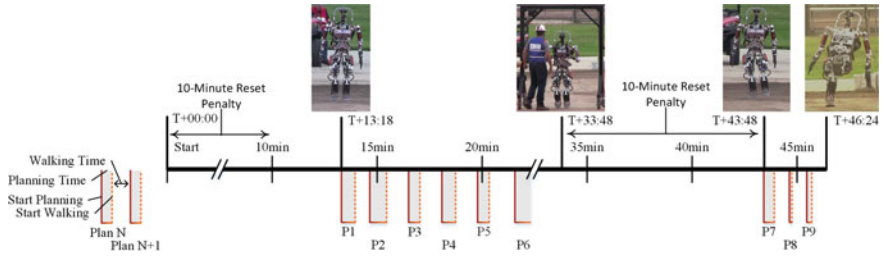 10-Minute Reset
Penalty
T+00:00
T+13:18
T+33:48
10-Minute Reset
Penalty
T+43:48
T+46:24
Start
10min
15min
20min
35min
40min
45min
Walking Time
Planning Time
Start Planning
Start Walking
Plan N
Plan N+1
P1
P2
P3
P4
P5
P6
P7
P8
P9